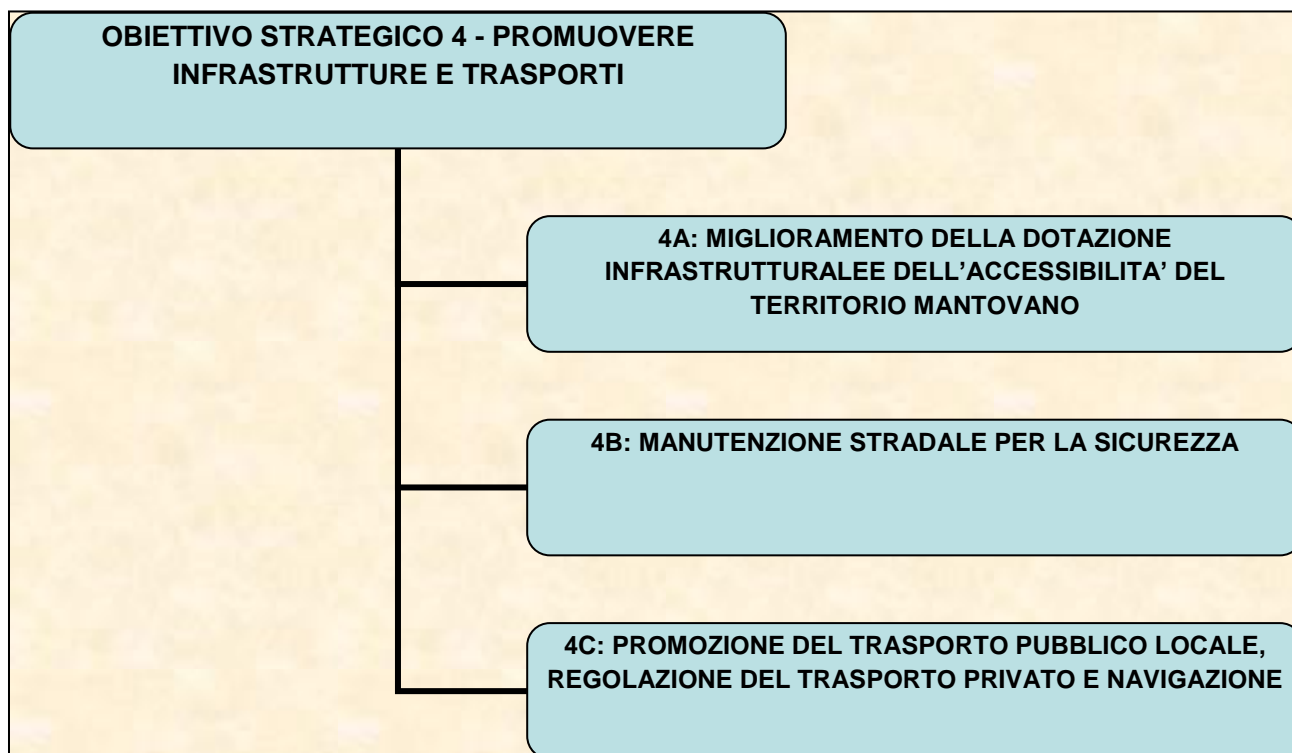 OBIETTIVO STRATEGICO 4 - PROMUOVERE
INFRASTRUTTURE E TRASPORTI
4A: MIGLIORAMENTO DELLA DOTAZIONE
INFRASTRUTTURALEE DELL’ACCESSIBILITA’ DEL
TERRITORIO MANTOVANO
4B: MANUTENZIONE STRADALE PER LA SICUREZZA
4C: PROMOZIONE DEL TRASPORTO PUBBLICO LOCALE,
REGOLAZIONE DEL TRASPORTO PRIVATO E NAVIGAZIONE